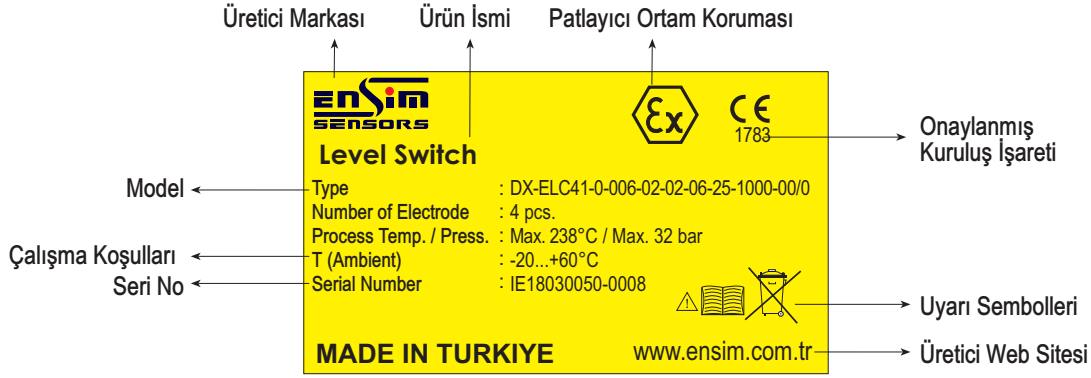 Üretici Markası
Ürün İsmi
Patlayıcı Ortam Koruması
ensim
SENSORS
Ex
CE
1783
Onaylanmış
Kuruluş İşareti
Level Switch
Model
Type : DX-ELC41-0-006-02-02-06-25-1000-00/0
Number of Electrode : 4 pcs.
Process Temp. / Press. : Max. 238°C / Max. 32 bar
Çalışma Koşulları
T (Ambient) : -20...+60°C
Seri No
Serial Number : IE18030050-0008
Uyarı Sembolleri
MADE IN TURKIYE
www.ensim.com.tr
Üretici Web Sitesi